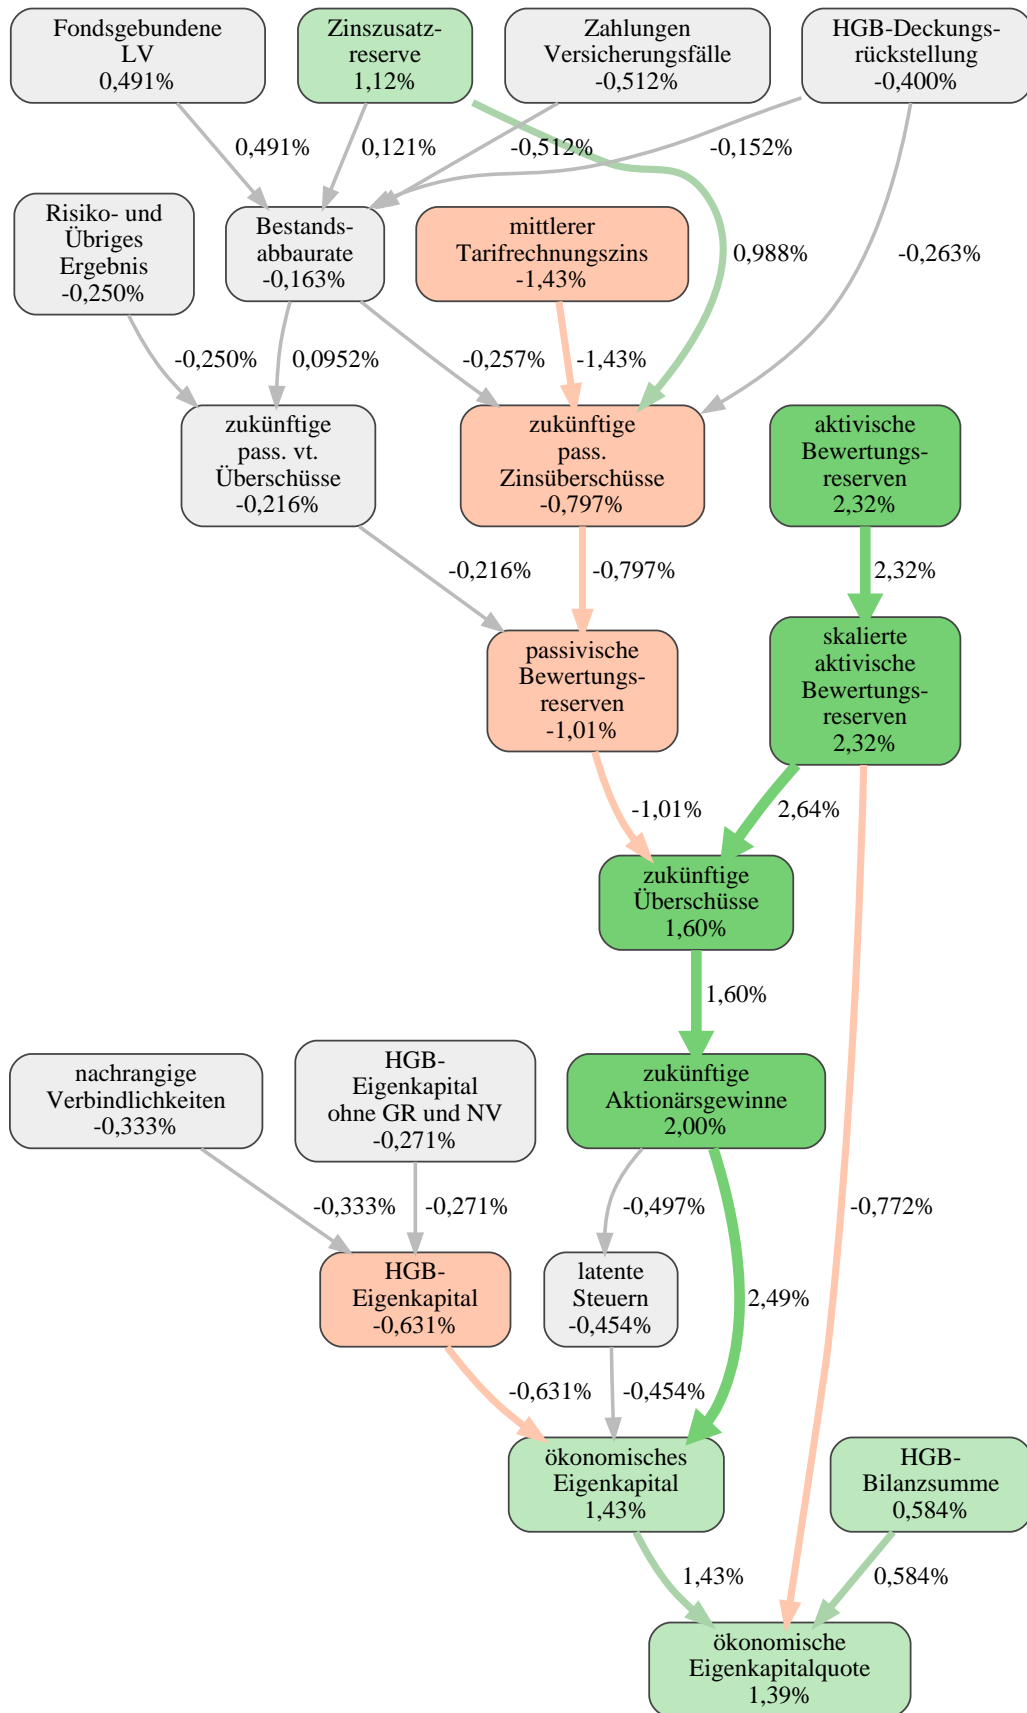 Fondsgebundene
LV
0,491%
Zinszusatz-
reserve
1,12%
Zahlungen
Versicherungsfälle
-0,512%
HGB-Deckungs-
rückstellung
-0,400%
0,491%
0,121%
-0,512%
-0,152%
Risiko- und
Übriges
Ergebnis
-0,250%
Bestands-
abbaurate
-0,163%
mittlerer
Tarifrechnungszins
-1,43%
0,988%
-0,263%
-0,250%
0,0952%
-0,257%
-1,43%
zukünftige
pass. vt.
Überschüsse
-0,216%
zukünftige
pass.
Zinsüberschüsse
-0,797%
aktivische
Bewertungs-
reserven
2,32%
-0,216%
-0,797%
2,32%
passivische
Bewertungs-
reserven
-1,01%
skalierte
aktivische
Bewertungs-
reserven
2,32%
-1,01%
2,64%
zukünftige
Überschüsse
1,60%
1,60%
nachrangige
Verbindlichkeiten
-0,333%
HGB-
Eigenkapital
ohne GR und NV
-0,271%
zukünftige
Aktionärsgewinne
2,00%
-0,333%
-0,271%
-0,497%
-0,772%
HGB-
Eigenkapital
-0,631%
latente
Steuern
-0,454%
2,49%
-0,631%
-0,454%
ökonomisches
Eigenkapital
1,43%
HGB-
Bilanzsumme
0,584%
1,43%
0,584%
ökonomische
Eigenkapitalquote
1,39%